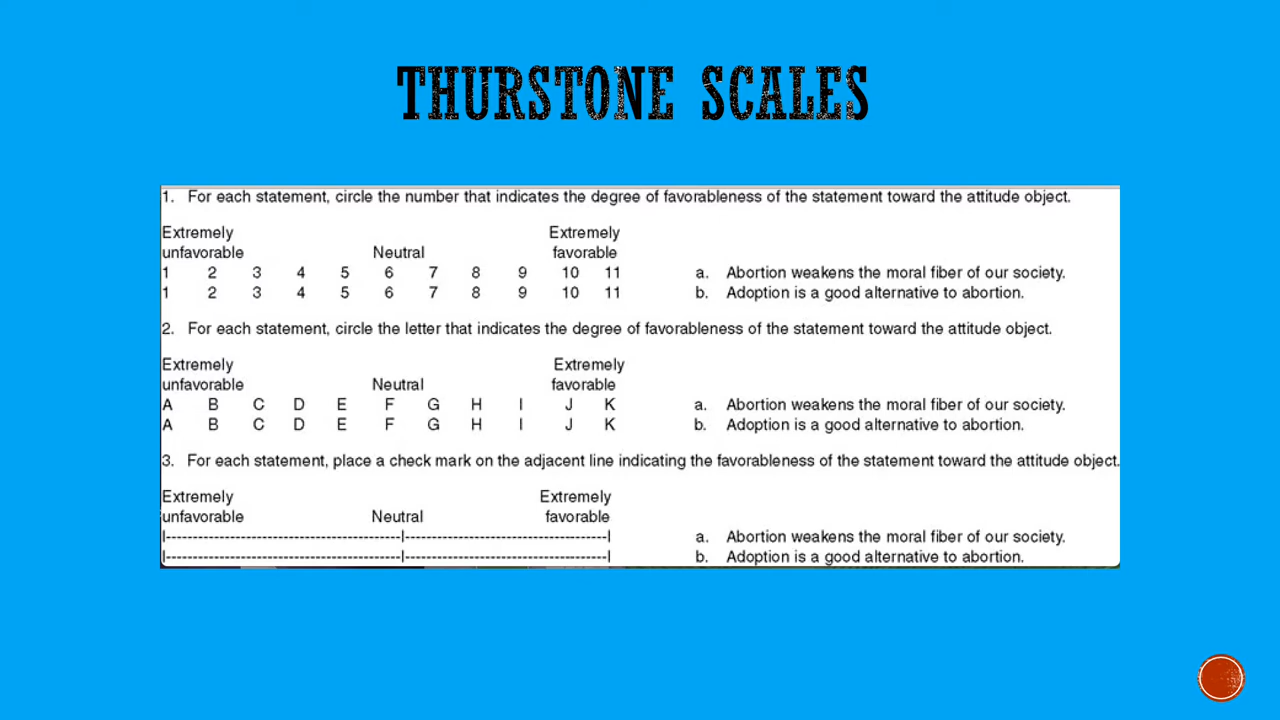 THURSTONE SCALES
1. For each statement, circle the number that indicates the degree of favorableness of the statement toward the attitude object.
Extremely Extremely
unfavorable Neutral favorable
1 2 3 4 5 6 7 8 9 10 11 a. Abortion weakens the moral fiber of our society.
1 2 3 4 5 6 7 8 9 10 11 b. Adoption is a good alternative to abortion.
2. For each statement, circle the letter that indicates the degree of favorableness of the statement toward the attitude object.
Extremely Extremely
unfavorable Neutral favorable
A B C D E F G H I J K a. Abortion weakens the moral fiber of our society.
A B C D E F G H I J K b. Adoption is a good alternative to abortion.
3. For each statement, place a check mark on the adjacent line indicating the favorableness of the statement toward the attitude object.
Extremely Extremely
unfavorable Neutral favorable
a. Abortion weakens the moral fiber of our society.
b. Adoption is a good alternative to abortion.